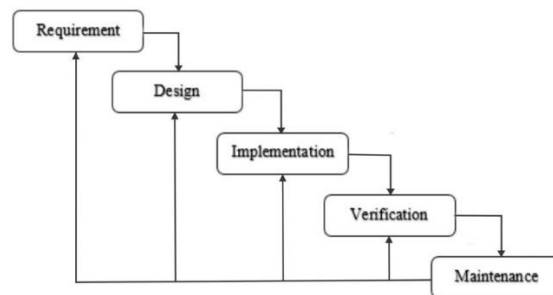 Requirement
Design
Implementation
Verification
Maintenance